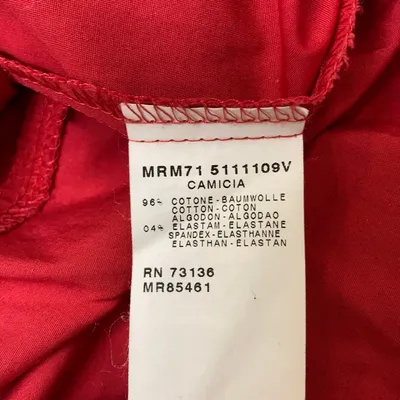 MRM71 5111109V
CAMICIA
96% COTONE-BAUMWOLLE
COTTON-COTON
ALGODON-ALGODAO
04% ELASTAM-ELASTANE
SPANDEX-ELASTHANNE
ELASTHAN-ELASTAN
RN 73136
MR85461